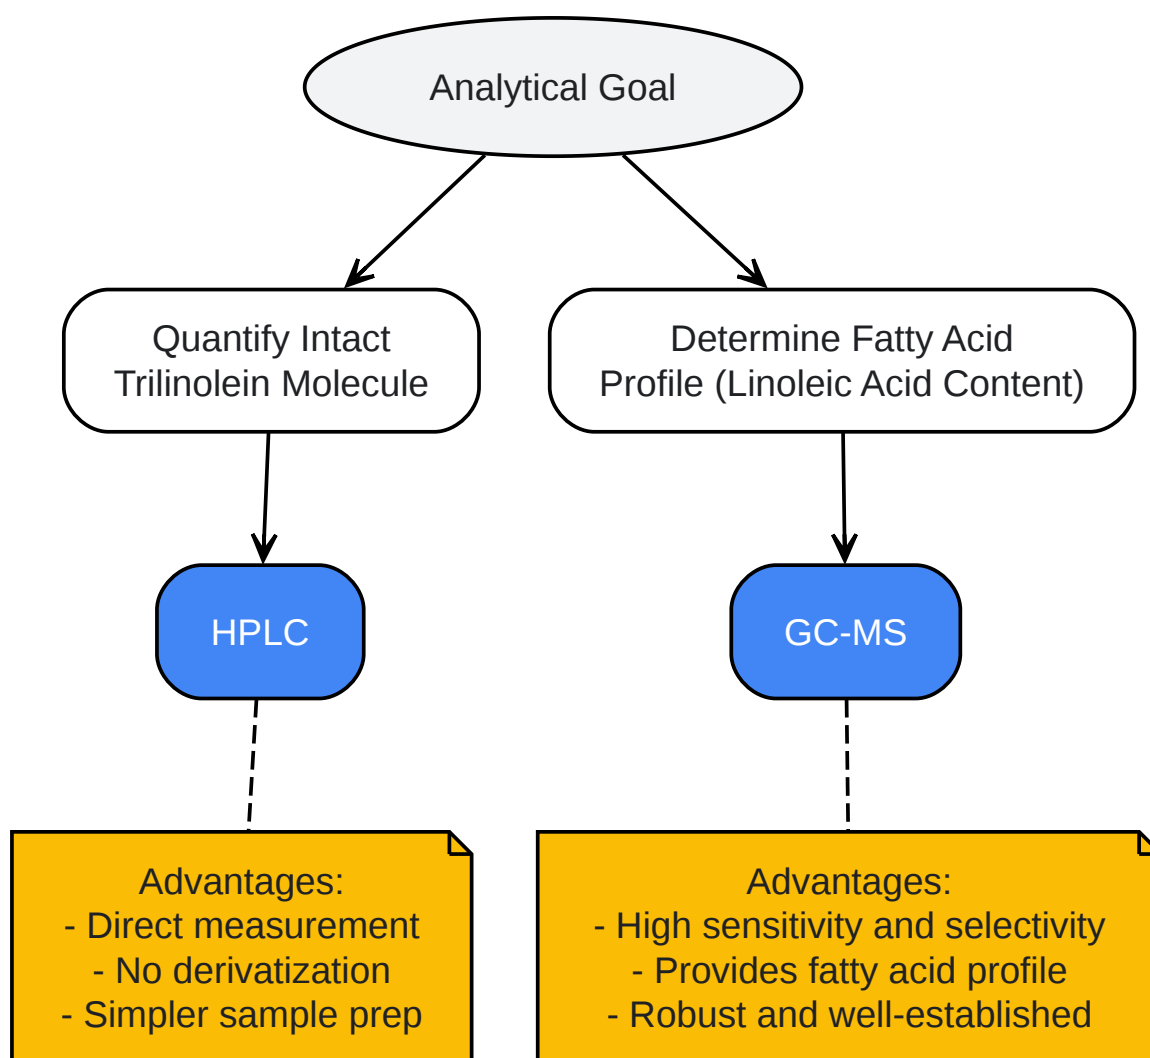 Analytical Goal
Quantify Intact
Trilinolein Molecule
Determine Fatty Acid
Profile (Linoleic Acid Content)
HPLC
GC-MS
Advantages:
- Direct measurement
- No derivatization
- Simpler sample prep
Advantages:
- High sensitivity and selectivity
- Provides fatty acid profile
- Robust and well-established